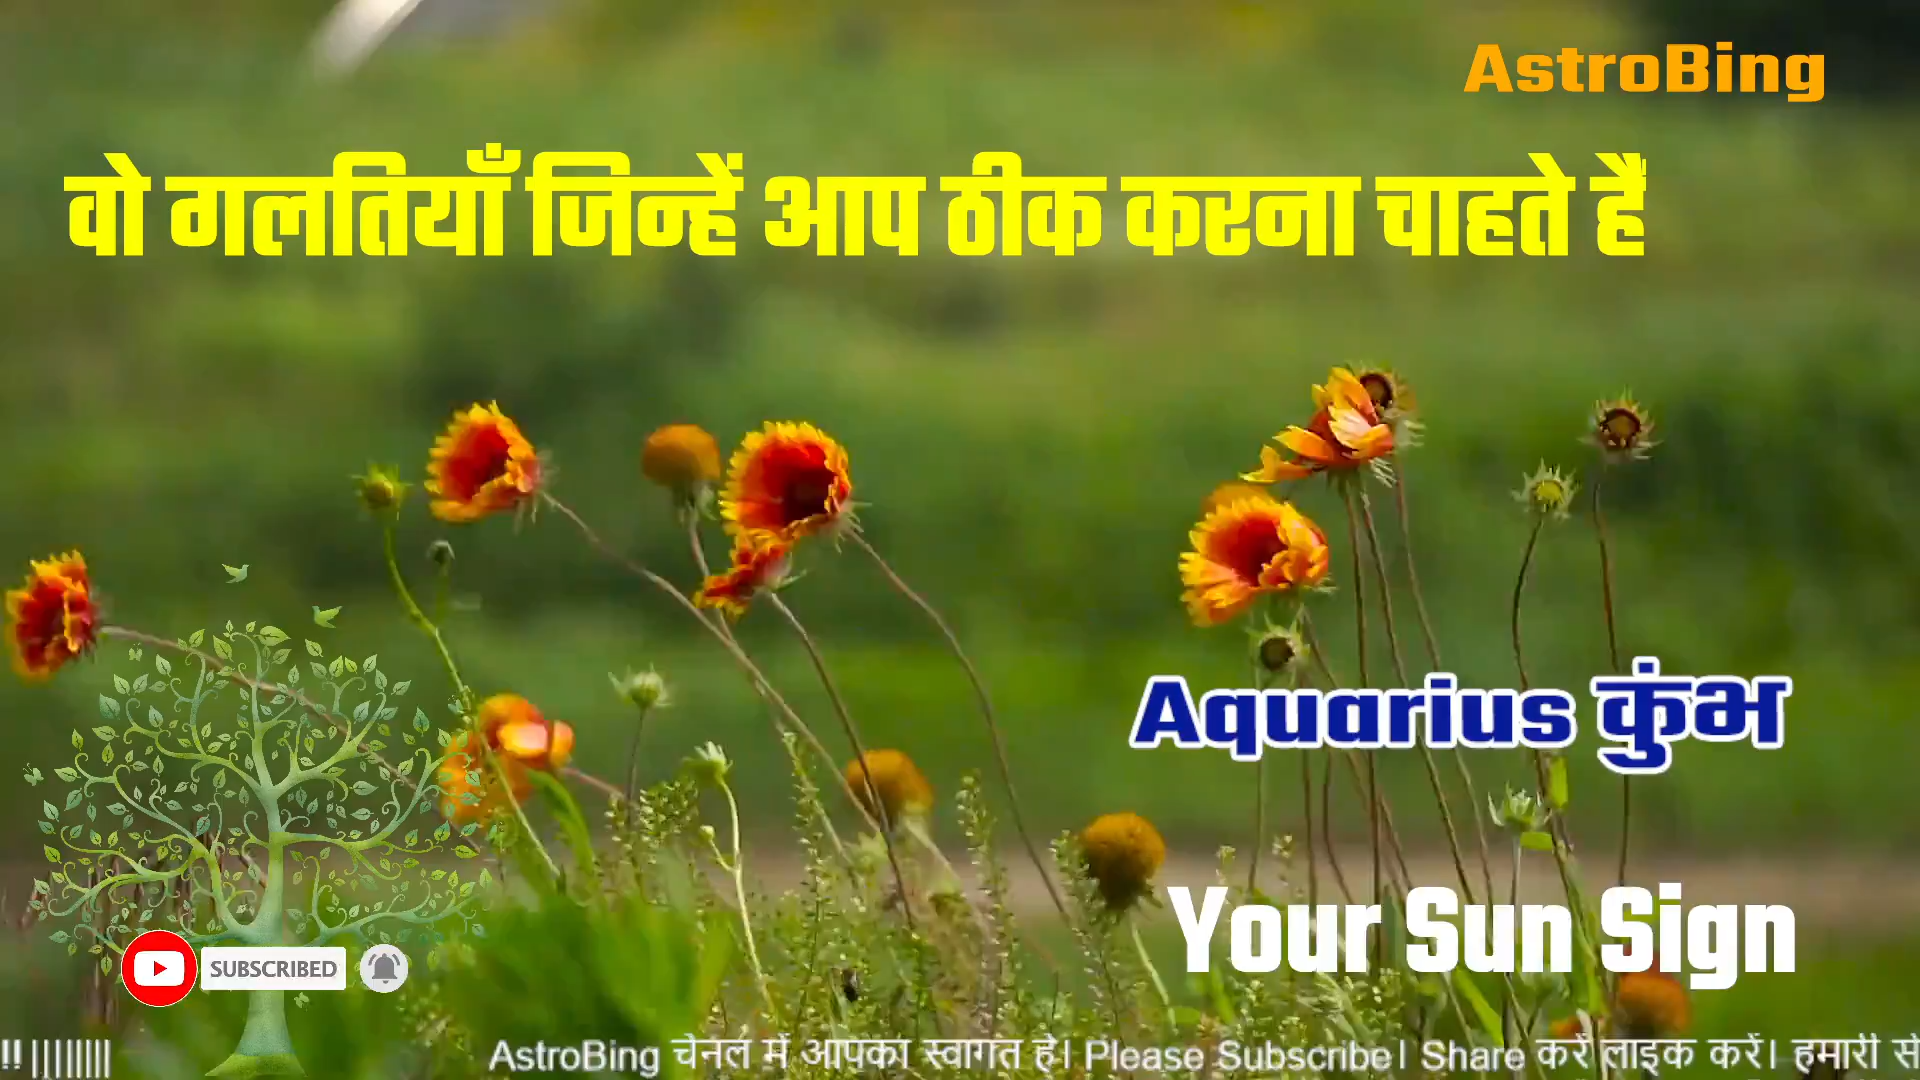 AstroBing
वो गलतियाँ जिन्हें आप ठीक करना चाहते हैं
Aquarius कुंभ
Your Sun Sign
SUBSCRIBED
!! |||||||| AstroBing चेनल में आपका स्वागत है। Please Subscribe। Share करें लाइक करें। हमारी से